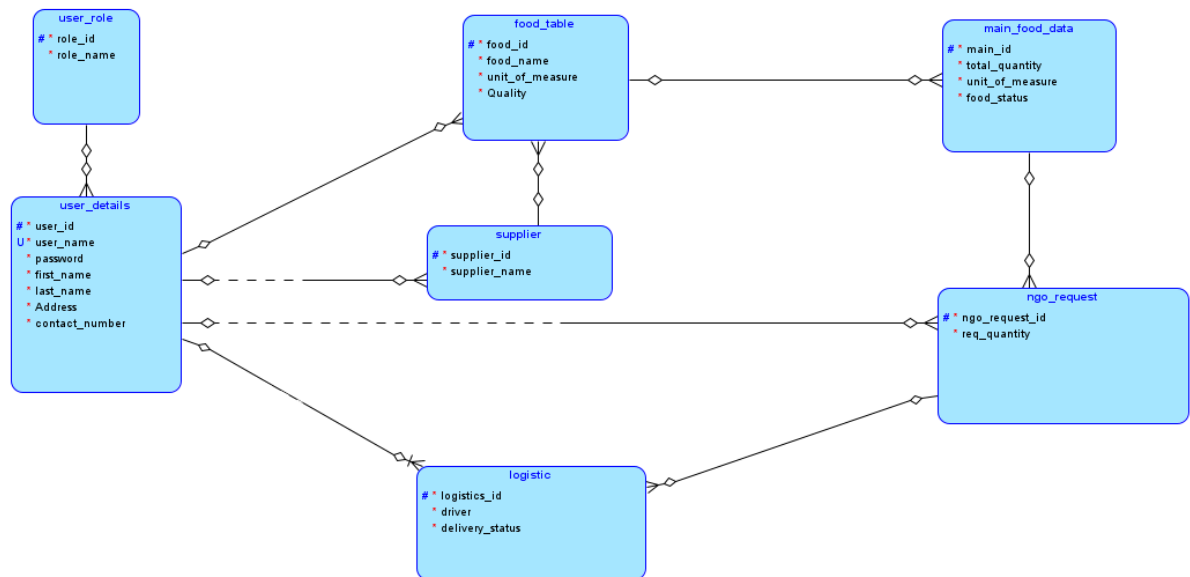 user_role
# * role_id
* role_name
food_table
# * food_id
* food_name
* unit_of_measure
* Quality
main_food_data
# * main_id
* total_quantity
* unit_of_measure
* food_status
user_details
# * user_id
U * user_name
* password
* first_name
* last_name
* Address
* contact_number
supplier
# * supplier_id
* supplier_name
ngo_request
# * ngo_request_id
* req_quantity
logistic
# * logistics_id
* driver
* delivery_status